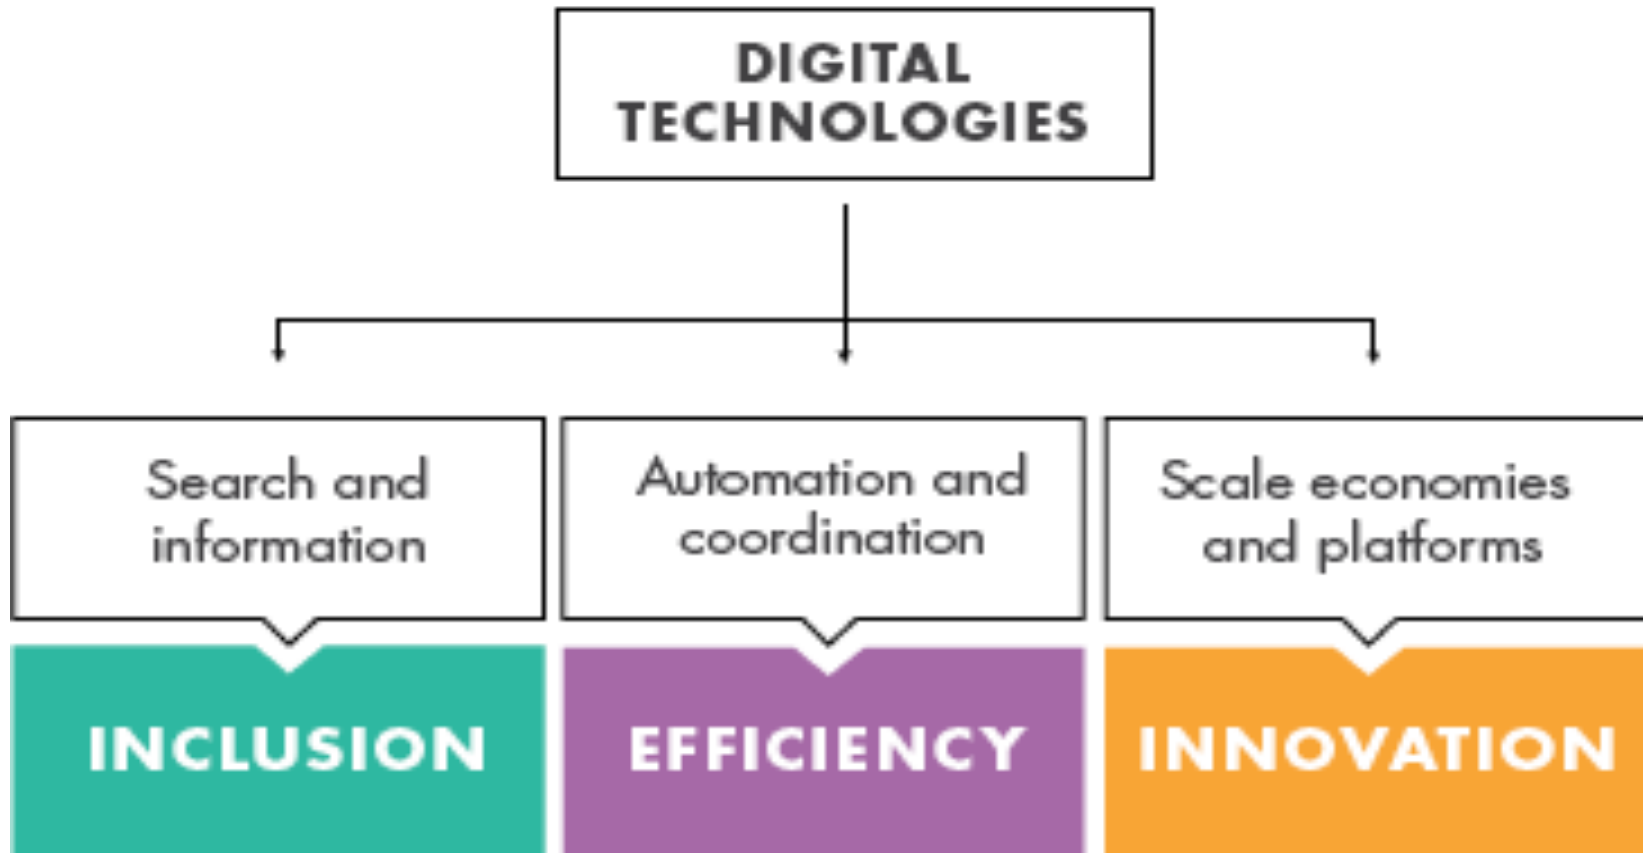 DIGITAL
TECHNOLOGIES
Search and
information
Automation and
coordination
Scale economies
and platforms
INCLUSION
EFFICIENCY
INNOVATION